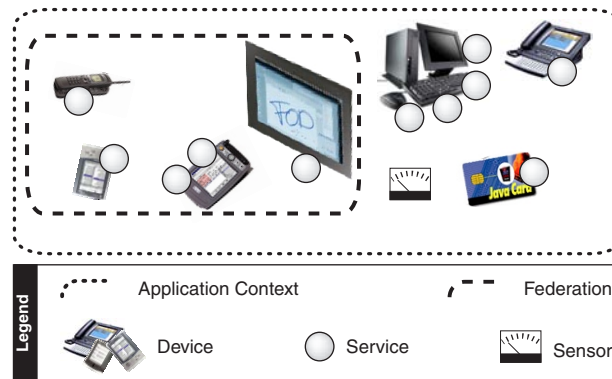 FOD
Java Card
Legend
Application Context
Federation
Device
Service
Sensor